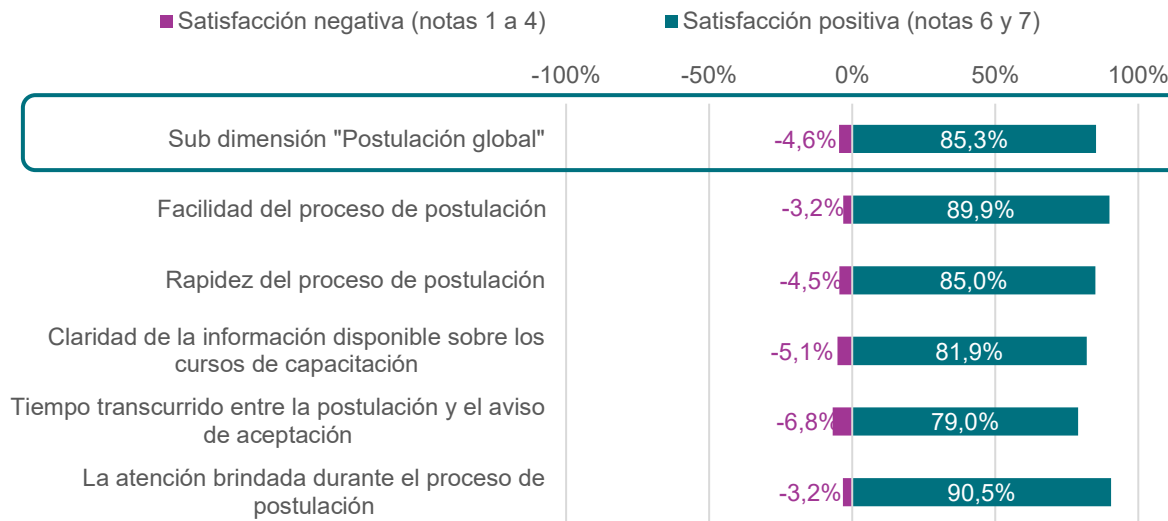 Satisfacción negativa (notas 1 a 4) Satisfacción positiva (notas 6 y 7)
-100% -50% 0% 50% 100%
Sub dimensión "Postulación global" -4,6% 85,3%
Facilidad del proceso de postulación -3,2% 89,9%
Rapidez del proceso de postulación -4,5% 85,0%
Claridad de la información disponible sobre los
cursos de capacitación
-5,1% 81,9%
Tiempo transcurrido entre la postulación y el aviso
de aceptación
-6,8% 79,0%
La atención brindada durante el proceso de
postulación
-3,2% 90,5%